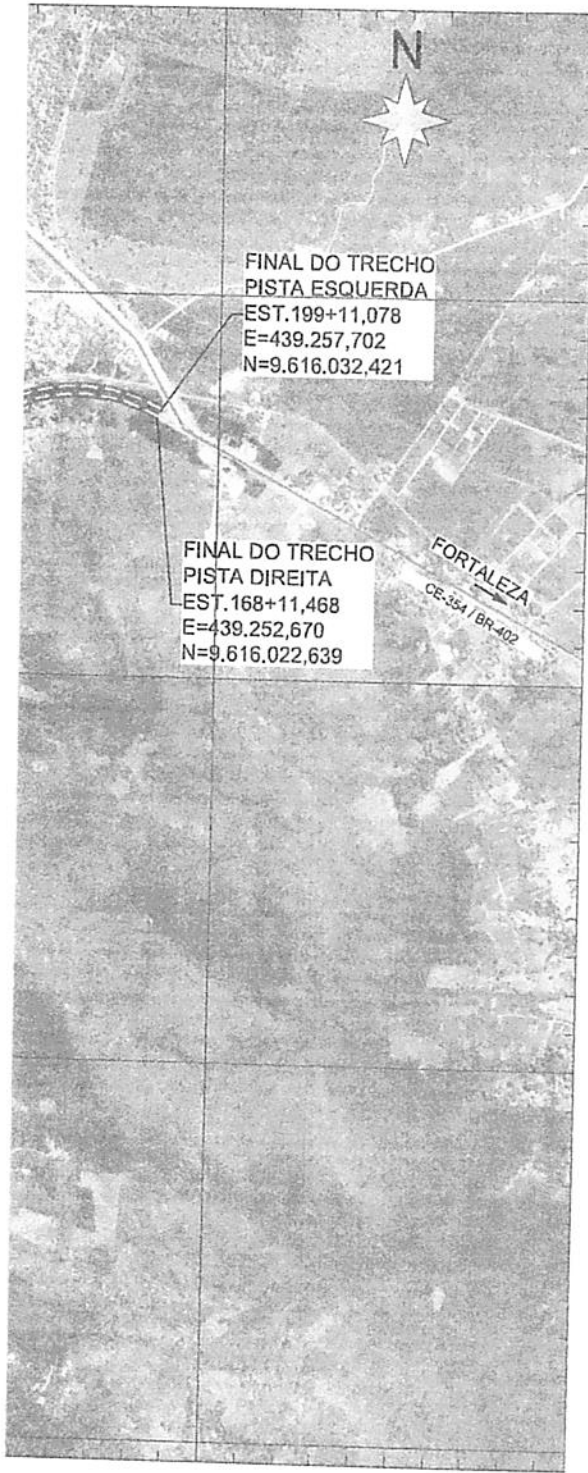 N
FINAL DO TRECHO
PISTA ESQUERDA
EST.199+11,078
E=439.257,702
N=9.616.032,421
FINAL DO TRECHO
PISTA DIREITA
EST.168+11,468
E=439.252,670
N=9.616.022,639
FORTALEZA
CE-354 / BR-402